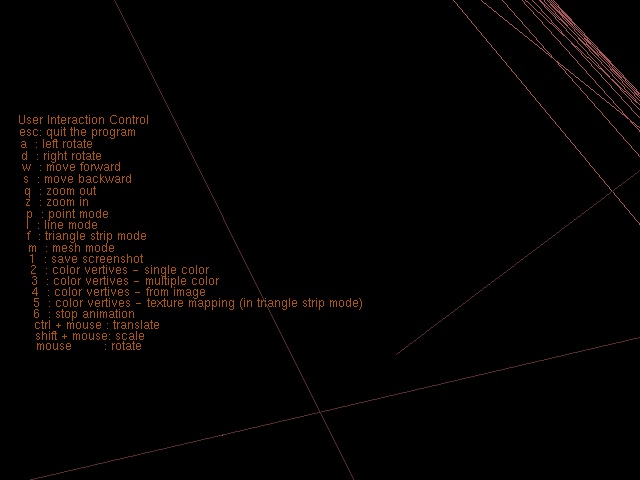 User Interaction Control
esc: quit the program
a : left rotate
d : right rotate
w : move forward
s : move backward
q : zoom out
z : zoom in
p : point mode
l : line mode
f : triangle strip mode
m : mesh mode
1 : save screenshot
2 : color vertives - single color
3 : color vertives - multiple color
4 : color vertives - from image
5 : color vertives - texture mapping (in triangle strip mode)
6 : stop animation
ctrl + mouse : translate
shift + mouse: scale
mouse : rotate